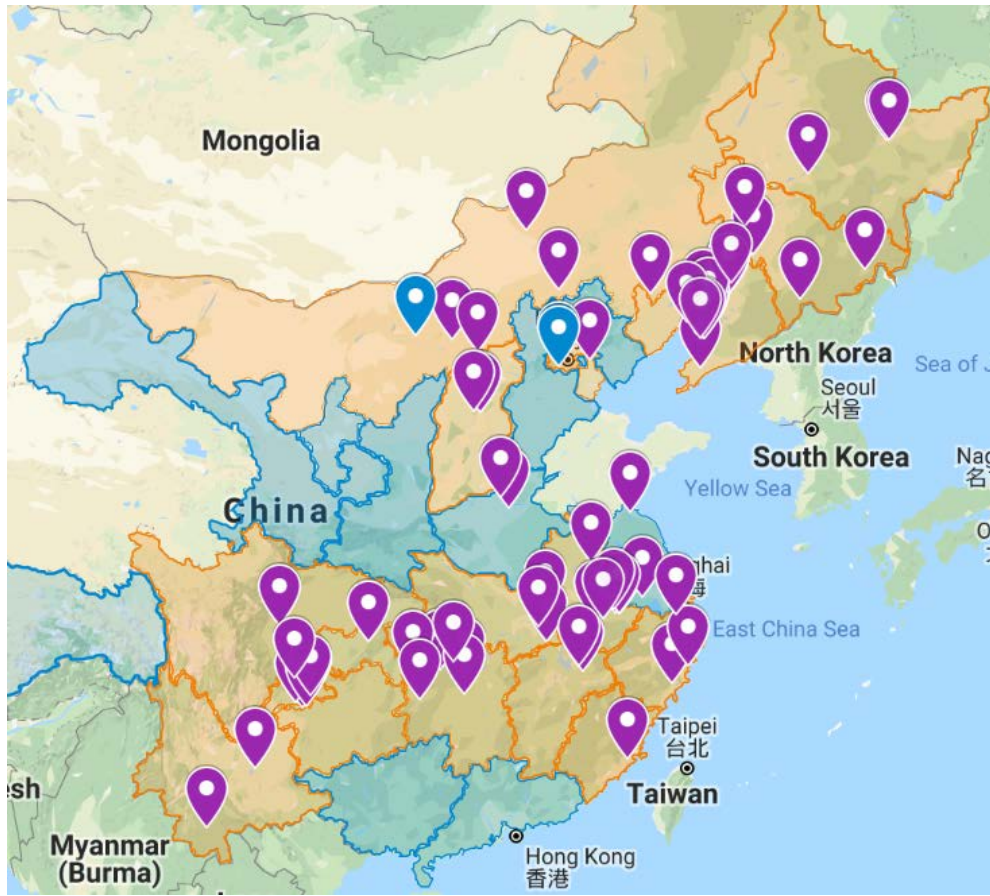 Mongolia
North Korea
Sea of J
Seoul
서울
South Korea
Nag
名
Yellow Sea
China
ghai
海
East China Sea
Taipei
台北
Taiwan
esh
Myanmar
(Burma)
Hong Kong
香港